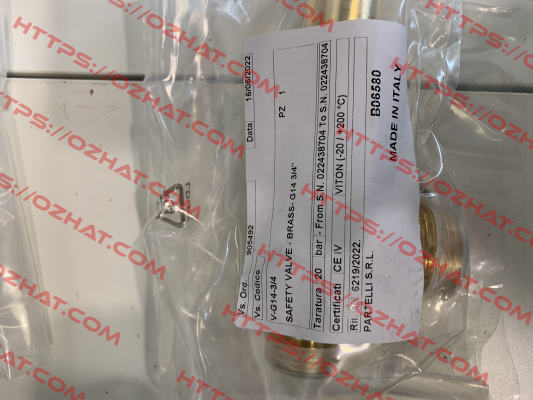 Vs. Ord 905492 Data 16/06/2022
Vs. Codice
V-G14-3/4 PZ 1
SAFETY VALVE - BRASS- G14 3/4"
Taratura 20 bar - From S.N. 022438704 To S.N. 022438704
Certificati CE IV VITON (-20 / +200 °C)
6219/2022.
PARTELLI S.R.L.
B06580
MADE IN ITALY
HTTPS://OZHAT.COM